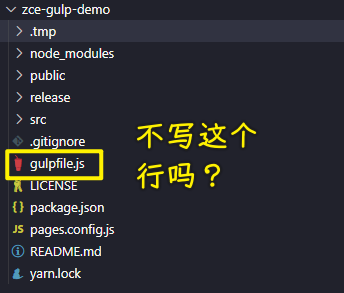 zce-gulp-demo
.tmp
node_modules
public
release
src
.gitignore
gulpfile.js
LICENSE
package.json
pages.config.js
README.md
yarn.lock
不写这个
行吗？